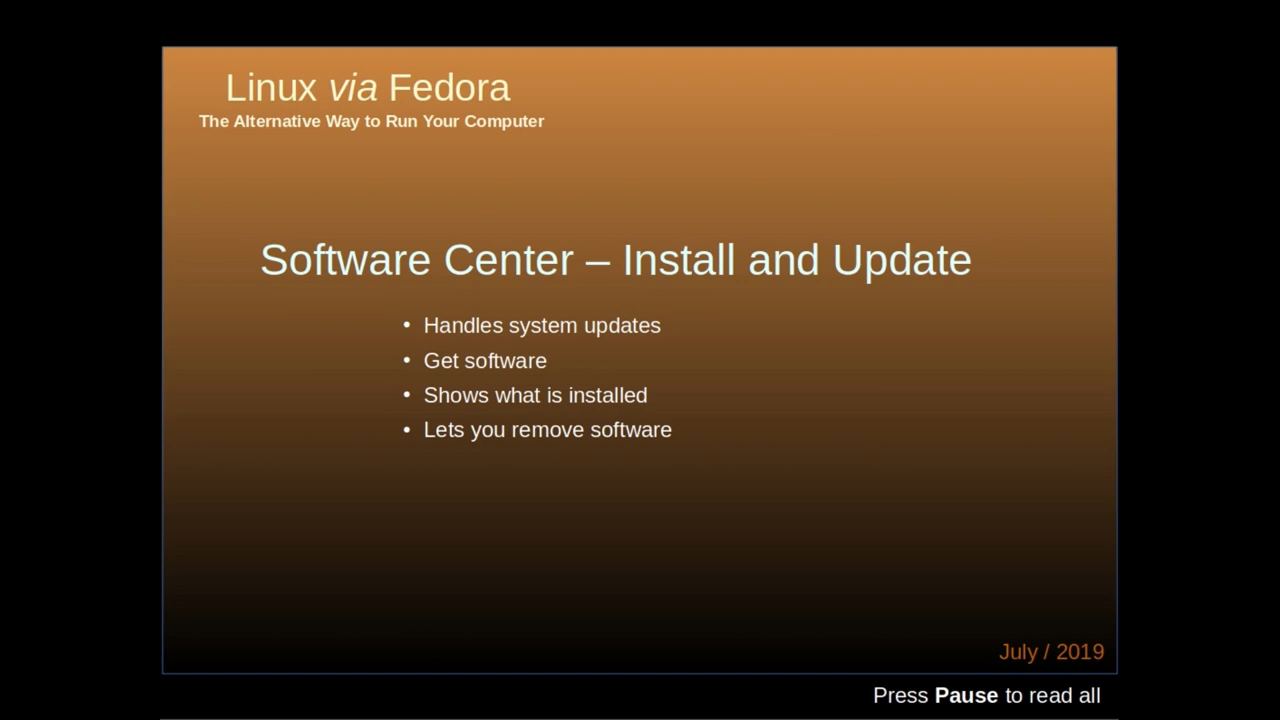 Linux via Fedora
The Alternative Way to Run Your Computer
Software Center – Install and Update
• Handles system updates
• Get software
• Shows what is installed
• Lets you remove software
July / 2019
Press Pause to read all